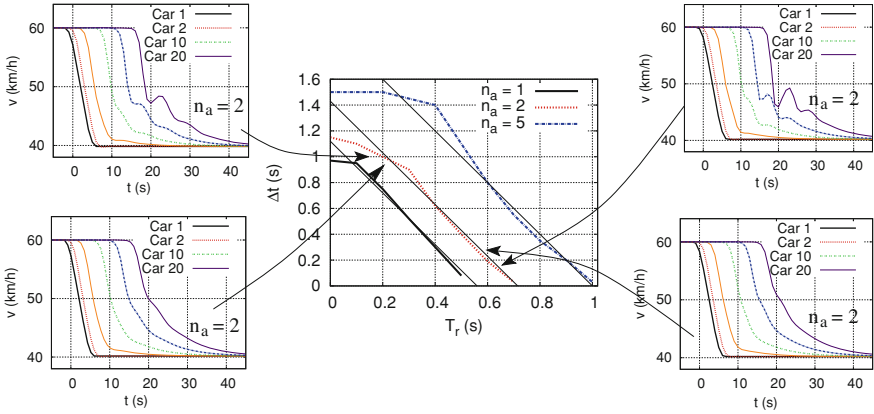 60
50
40
v (km/h)
0 10 20 30 40
t (s)
Car 1
Car 2
Car 10
Car 20
n_a = 2
60
50
40
v (km/h)
0 10 20 30 40
t (s)
Car 1
Car 2
Car 10
Car 20
n_a = 2
1.6
1.4
1.2
1.0
0.8
0.6
0.4
0.2
0
Δt (s)
0 0.2 0.4 0.6 0.8 1
T_r (s)
n_a = 1
n_a = 2
n_a = 5
60
50
40
v (km/h)
0 10 20 30 40
t (s)
Car 1
Car 2
Car 10
Car 20
n_a = 2
60
50
40
v (km/h)
0 10 20 30 40
t (s)
Car 1
Car 2
Car 10
Car 20
n_a = 2